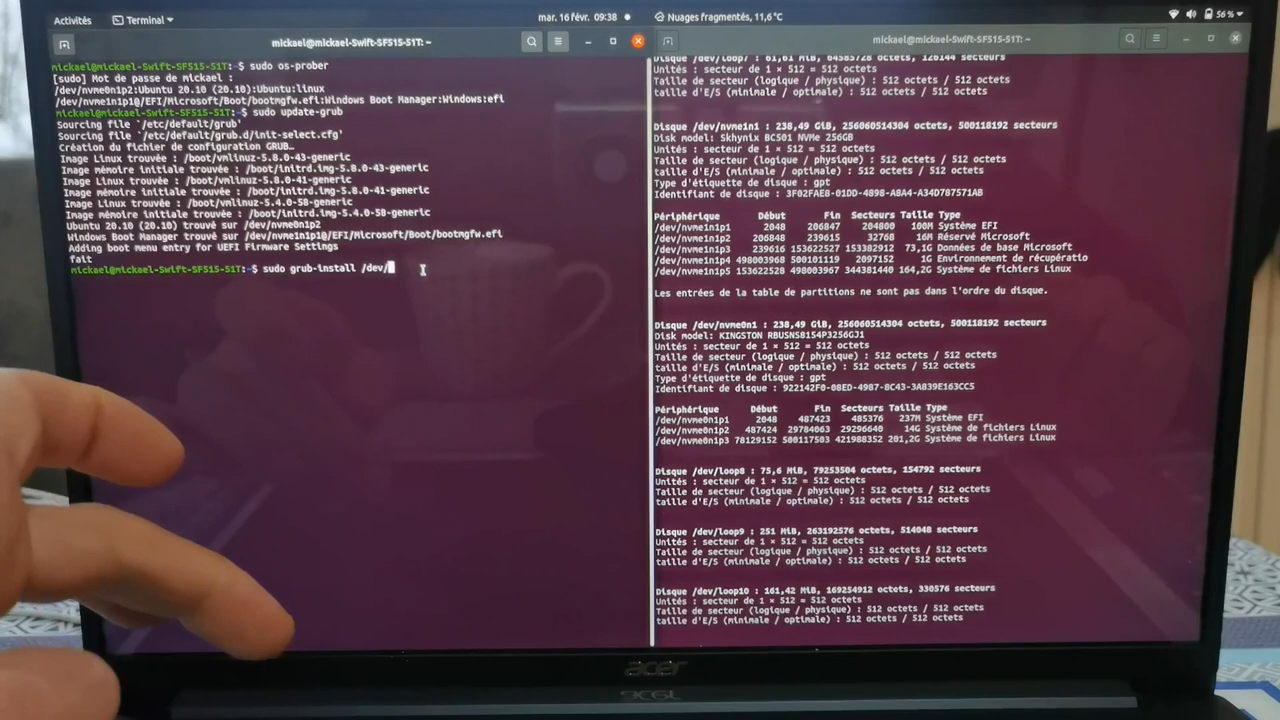 Activités
Terminal
mar. 16 févr. 09:38
Nuages fragmentés, 11,6°C
56 %
mickael@mickael-Swift-SF515-51T: ~
mickael@mickael-Swift-SF515-51T:~$ sudo os-prober
[sudo] Mot de passe de mickael :
/dev/nvme0n1p2:Ubuntu 20.10 (20.10):Ubuntu:linux
/dev/nvme1n1p1@/EFI/Microsoft/Boot/bootmgfw.efi:Windows Boot Manager:Windows:efi
mickael@mickael-Swift-SF515-51T:~$ sudo update-grub
Sourcing file `/etc/default/grub'
Sourcing file `/etc/default/grub.d/init-select.cfg'
Création du fichier de configuration GRUB…
Image Linux trouvée : /boot/vmlinuz-5.8.0-43-generic
Image mémoire initiale trouvée : /boot/initrd.img-5.8.0-43-generic
Image Linux trouvée : /boot/vmlinuz-5.8.0-41-generic
Image mémoire initiale trouvée : /boot/initrd.img-5.8.0-41-generic
Image Linux trouvée : /boot/vmlinuz-5.4.0-58-generic
Image mémoire initiale trouvée : /boot/initrd.img-5.4.0-58-generic
Ubuntu 20.10 (20.10) trouvé sur /dev/nvme0n1p2
Windows Boot Manager trouvé sur /dev/nvme1n1p1@/EFI/Microsoft/Boot/bootmgfw.efi
Adding boot menu entry for UEFI Firmware Settings
fait
mickael@mickael-Swift-SF515-51T:~$ sudo grub-install /dev/
mickael@mickael-Swift-SF515-51T: ~
Disque /dev/loop7 : 61,61 MiB, 64585728 octets, 126144 secteurs
Unités : secteur de 1 × 512 = 512 octets
Taille de secteur (logique / physique) : 512 octets / 512 octets
taille d'E/S (minimale / optimale) : 512 octets / 512 octets
Disque /dev/nvme1n1 : 238,49 GiB, 256060514304 octets, 500118192 secteurs
Disk model: Skhynix BC501 NVMe 256GB
Unités : secteur de 1 × 512 = 512 octets
Taille de secteur (logique / physique) : 512 octets / 512 octets
taille d'E/S (minimale / optimale) : 512 octets / 512 octets
Type d'étiquette de disque : gpt
Identifiant de disque : 3F02FAE8-01DD-4898-A8A4-A34D787571AB
Périphérique Début Fin Secteurs Taille Type
/dev/nvme1n1p1 2048 206847 204800 100M Système EFI
/dev/nvme1n1p2 206848 239615 32768 16M Réservé Microsoft
/dev/nvme1n1p3 239616 153622527 153382912 73,1G Données de base Microsoft
/dev/nvme1n1p4 498003968 500101119 2097152 1G Environnement de récupératio
/dev/nvme1n1p5 153622528 498003967 344381440 164,2G Système de fichiers Linux
Les entrées de la table de partitions ne sont pas dans l'ordre du disque.
Disque /dev/nvme0n1 : 238,49 GiB, 256060514304 octets, 500118192 secteurs
Disk model: KINGSTON RBUSNS8154P3256GJ1
Unités : secteur de 1 × 512 = 512 octets
Taille de secteur (logique / physique) : 512 octets / 512 octets
taille d'E/S (minimale / optimale) : 512 octets / 512 octets
Type d'étiquette de disque : gpt
Identifiant de disque : 922142F0-08ED-4987-8C43-3A839E163CC5
Périphérique Début Fin Secteurs Taille Type
/dev/nvme0n1p1 2048 487423 485376 237M Système EFI
/dev/nvme0n1p2 487424 29784063 29296640 14G Système de fichiers Linux
/dev/nvme0n1p3 78129152 500117503 421988352 201,2G Système de fichiers Linux
Disque /dev/loop8 : 75,6 MiB, 79253504 octets, 154792 secteurs
Unités : secteur de 1 × 512 = 512 octets
Taille de secteur (logique / physique) : 512 octets / 512 octets
taille d'E/S (minimale / optimale) : 512 octets / 512 octets
Disque /dev/loop9 : 251 MiB, 263192576 octets, 514048 secteurs
Unités : secteur de 1 × 512 = 512 octets
Taille de secteur (logique / physique) : 512 octets / 512 octets
taille d'E/S (minimale / optimale) : 512 octets / 512 octets
Disque /dev/loop10 : 161,42 MiB, 169254912 octets, 330576 secteurs
Unités : secteur de 1 × 512 = 512 octets
Taille de secteur (logique / physique) : 512 octets / 512 octets
taille d'E/S (minimale / optimale) : 512 octets / 512 octets
acer